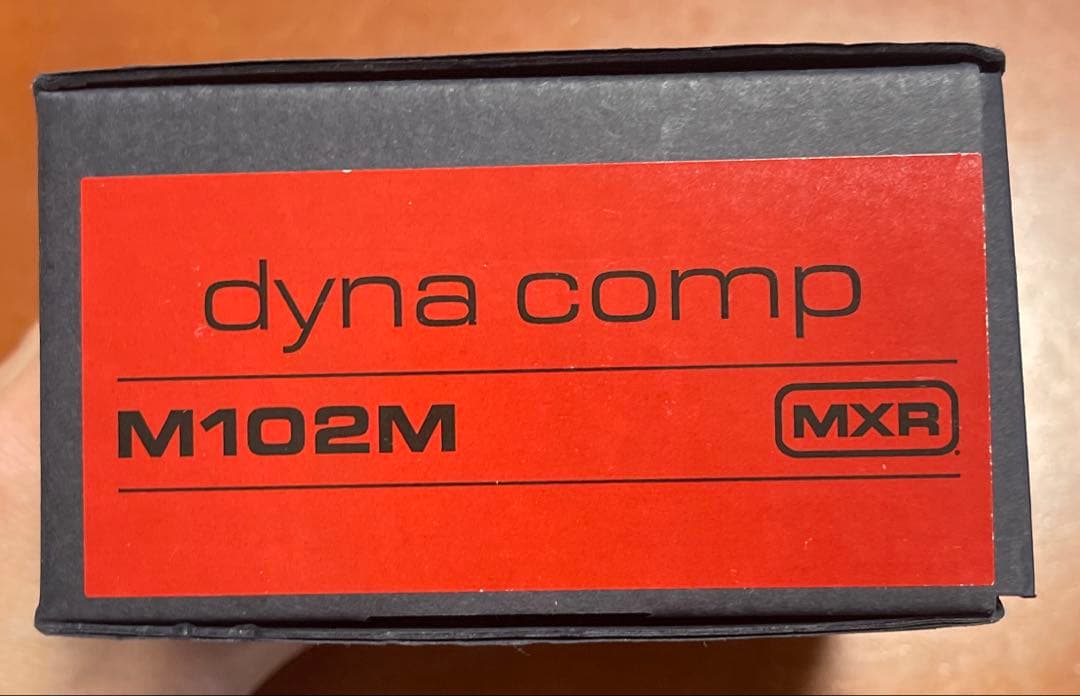 dyna comp
M102M MXR